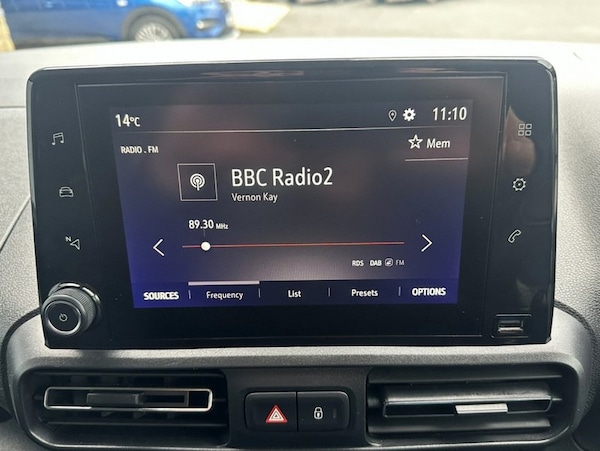 14°C
11:10
RADIO . FM
Mem
BBC Radio2
Vernon Kay
89.30 MHz
RDS DAB FM
SOURCES Frequency List Presets OPTIONS
N